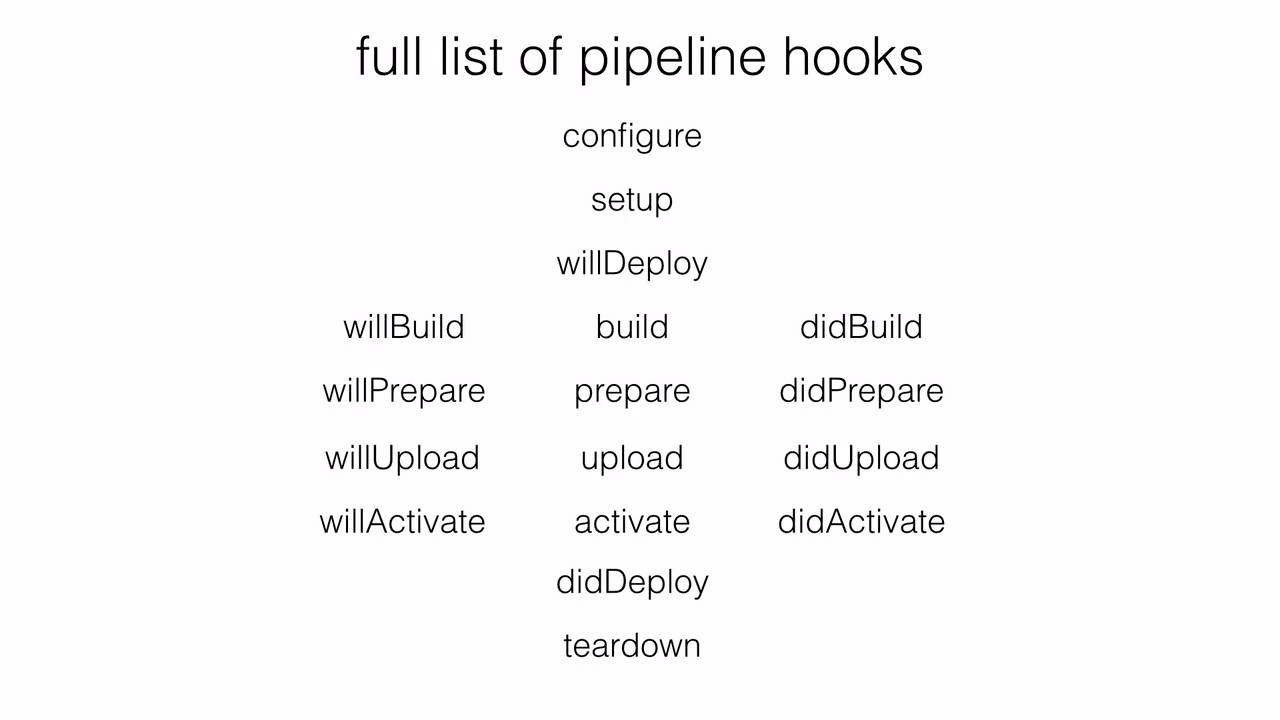 full list of pipeline hooks
configure
setup
willDeploy
willBuild build didBuild
willPrepare prepare didPrepare
willUpload upload didUpload
willActivate activate didActivate
didDeploy
teardown